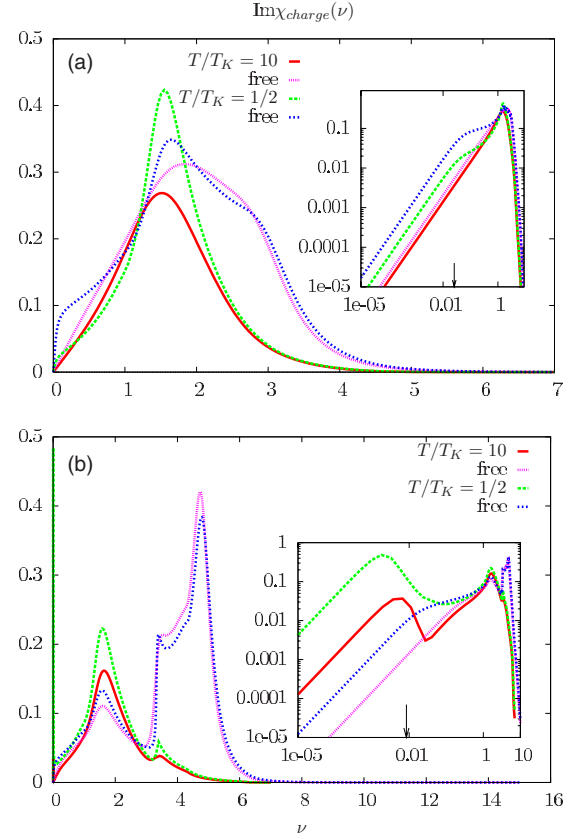 Imχcharge(ν)
0.5
0.4
0.3
0.2
0.1
0
(a)
T/TK = 10
free
T/TK = 1/2
free
0.1
0.01
0.001
0.0001
1e-05
1e-05 0.01 1
0 1 2 3 4 5 6 7
0.5
0.4
0.3
0.2
0.1
0
(b)
T/TK = 10
free
T/TK = 1/2
free
1
0.1
0.01
0.001
0.0001
1e-05
1e-05 0.01 1 10
0 2 4 6 8 10 12 14 16
ν